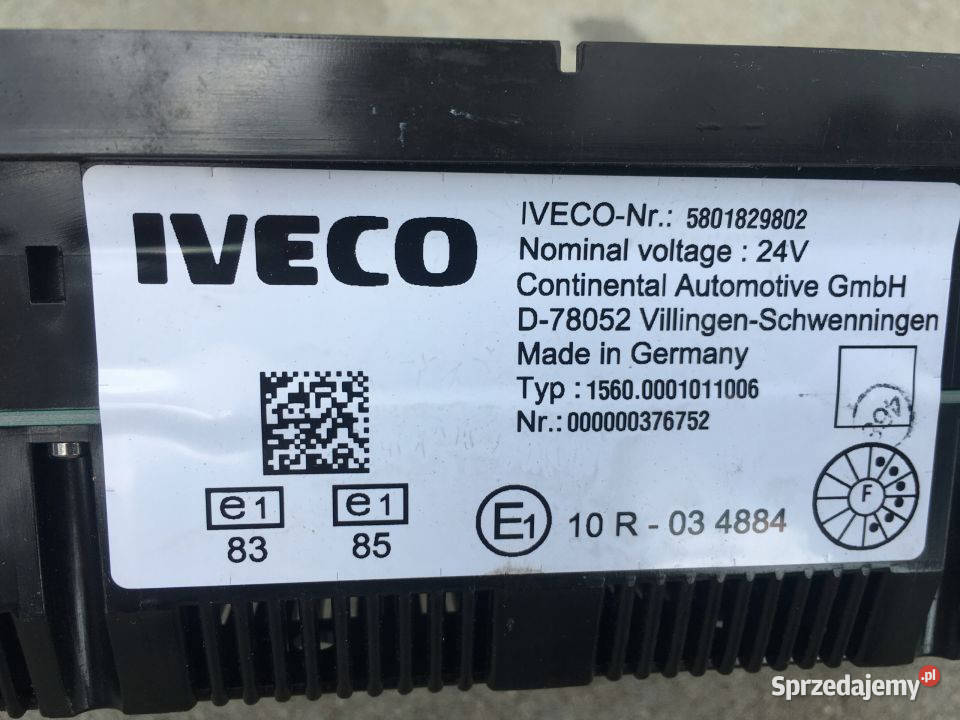 IVECO
IVECO-Nr.: 5801829802
Nominal voltage : 24V
Continental Automotive GmbH
D-78052 Villingen-Schwenningen
Made in Germany
Typ : 1560.0001011006
Nr.: 000000376752
e1
83
e1
85
E1
10 R - 03 4884
F
Sprzedajemy.pl